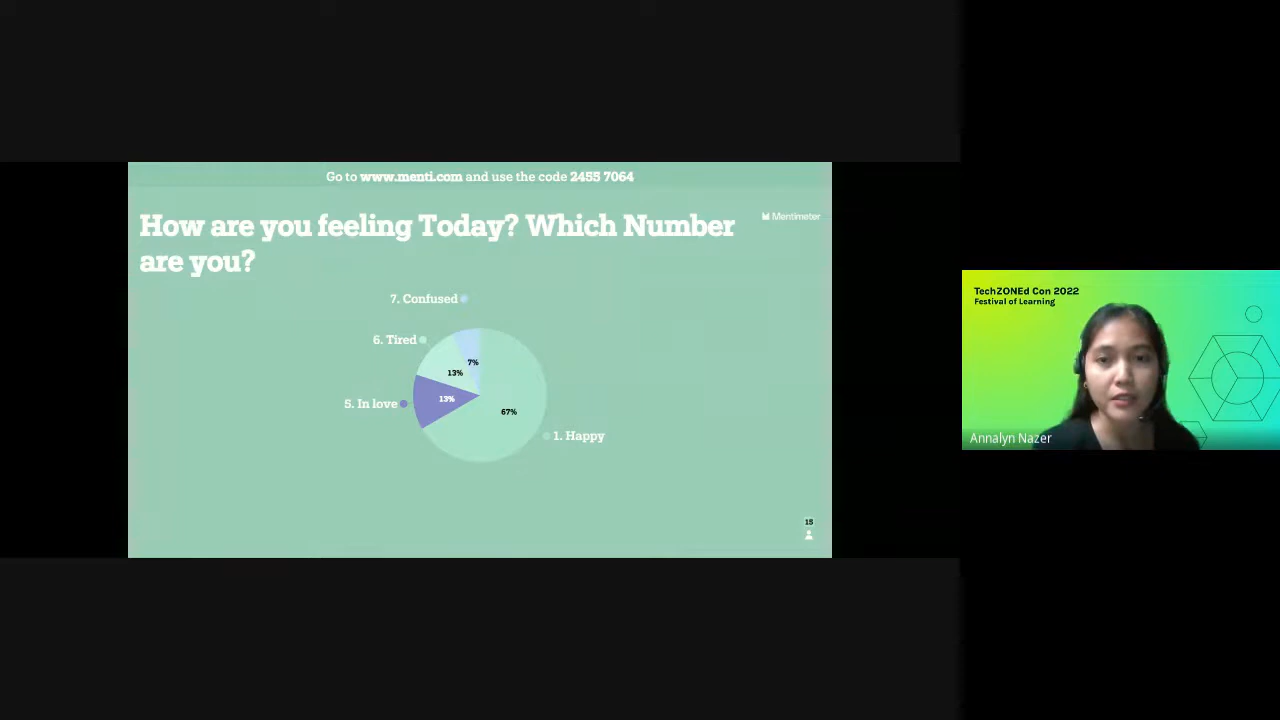 Go to www.menti.com and use the code 2455 7064
How are you feeling Today? Which Number
are you?
Mentimeter
7. Confused
6. Tired
7%
13%
5. In love
13%
67%
1. Happy
15
TechZONEd Con 2022
Festival of Learning
Annalyn Nazer